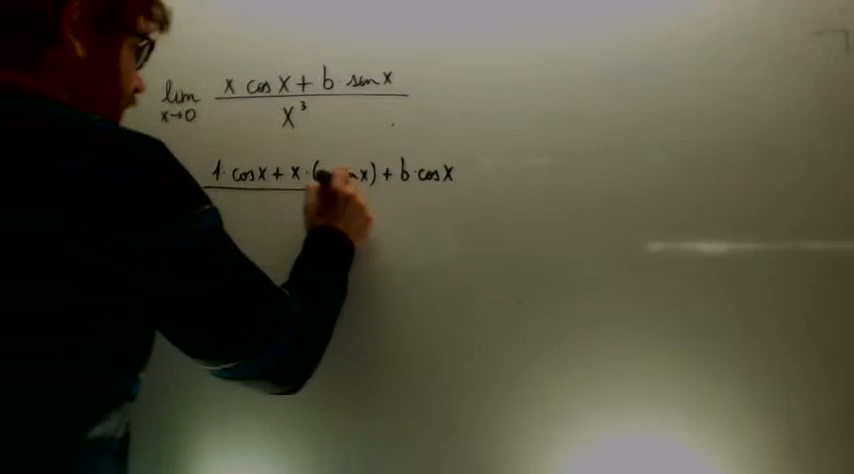 lim x→0 x cos x + b · sen x
x³
1 · cos x + x · ( x) + b · cos x